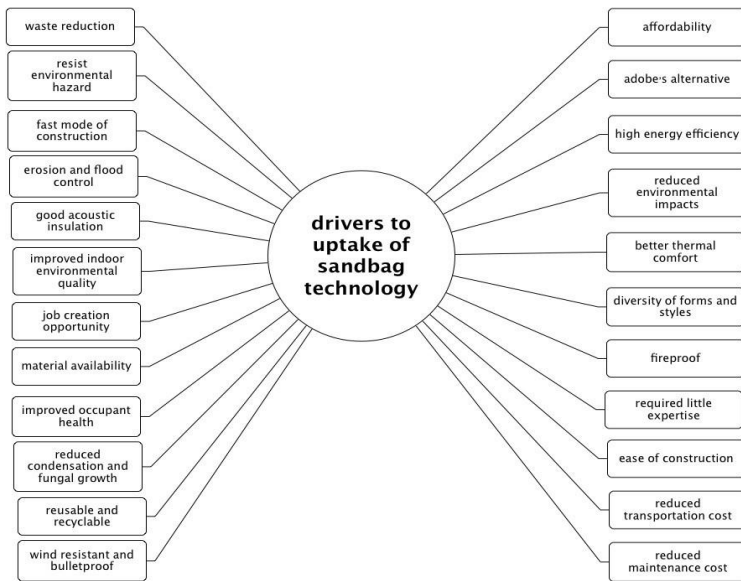 waste reduction
resist
environmental
hazard
fast mode of
construction
erosion and flood
control
good acoustic
insulation
improved indoor
environmental
quality
job creation
opportunity
material availability
improved occupant
health
reduced
condensation and
fungal growth
reusable and
recyclable
wind resistant and
bulletproof
drivers to
uptake of
sandbag
technology
affordability
adobe's alternative
high energy efficiency
reduced
environmental
impacts
better thermal
comfort
diversity of forms and
styles
fireproof
required little
expertise
ease of construction
reduced
transportation cost
reduced
maintenance cost